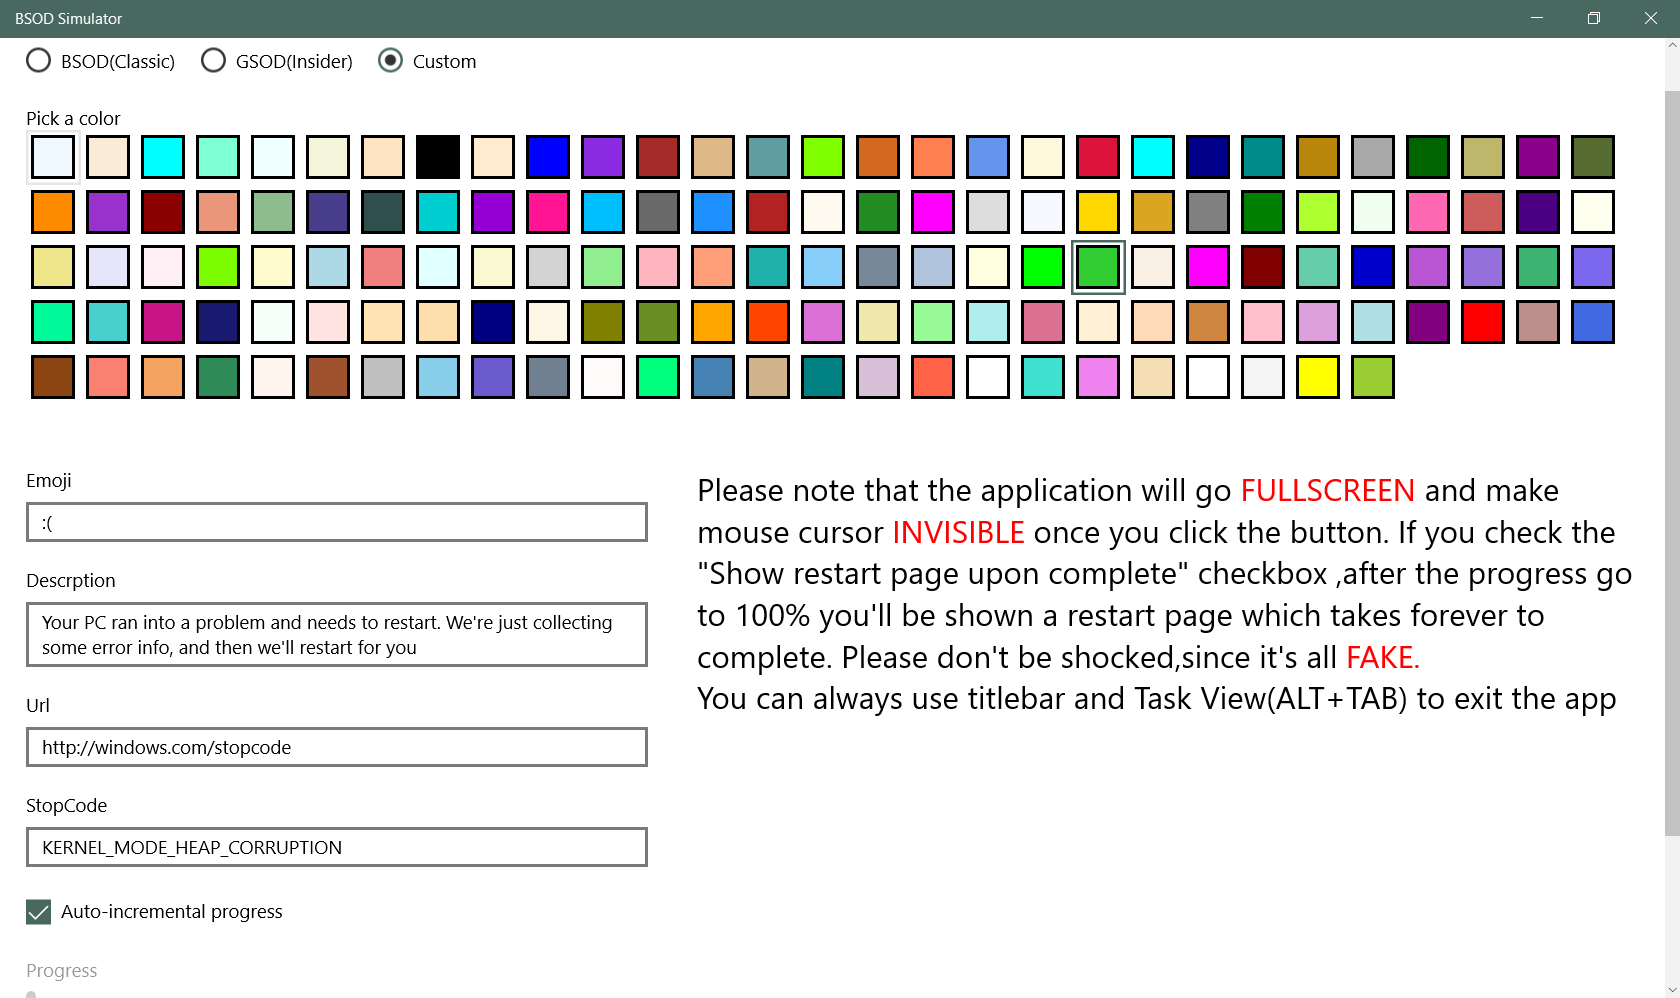 BSOD Simulator
BSOD(Classic)
GSOD(Insider)
Custom
Pick a color
Emoji
:(
Descrption
Your PC ran into a problem and needs to restart. We're just collecting
some error info, and then we'll restart for you
Url
http://windows.com/stopcode
StopCode
KERNEL_MODE_HEAP_CORRUPTION
Auto-incremental progress
Progress
Please note that the application will go FULLSCREEN and make
mouse cursor INVISIBLE once you click the button. If you check the
"Show restart page upon complete" checkbox ,after the progress go
to 100% you'll be shown a restart page which takes forever to
complete. Please don't be shocked,since it's all FAKE.
You can always use titlebar and Task View(ALT+TAB) to exit the app